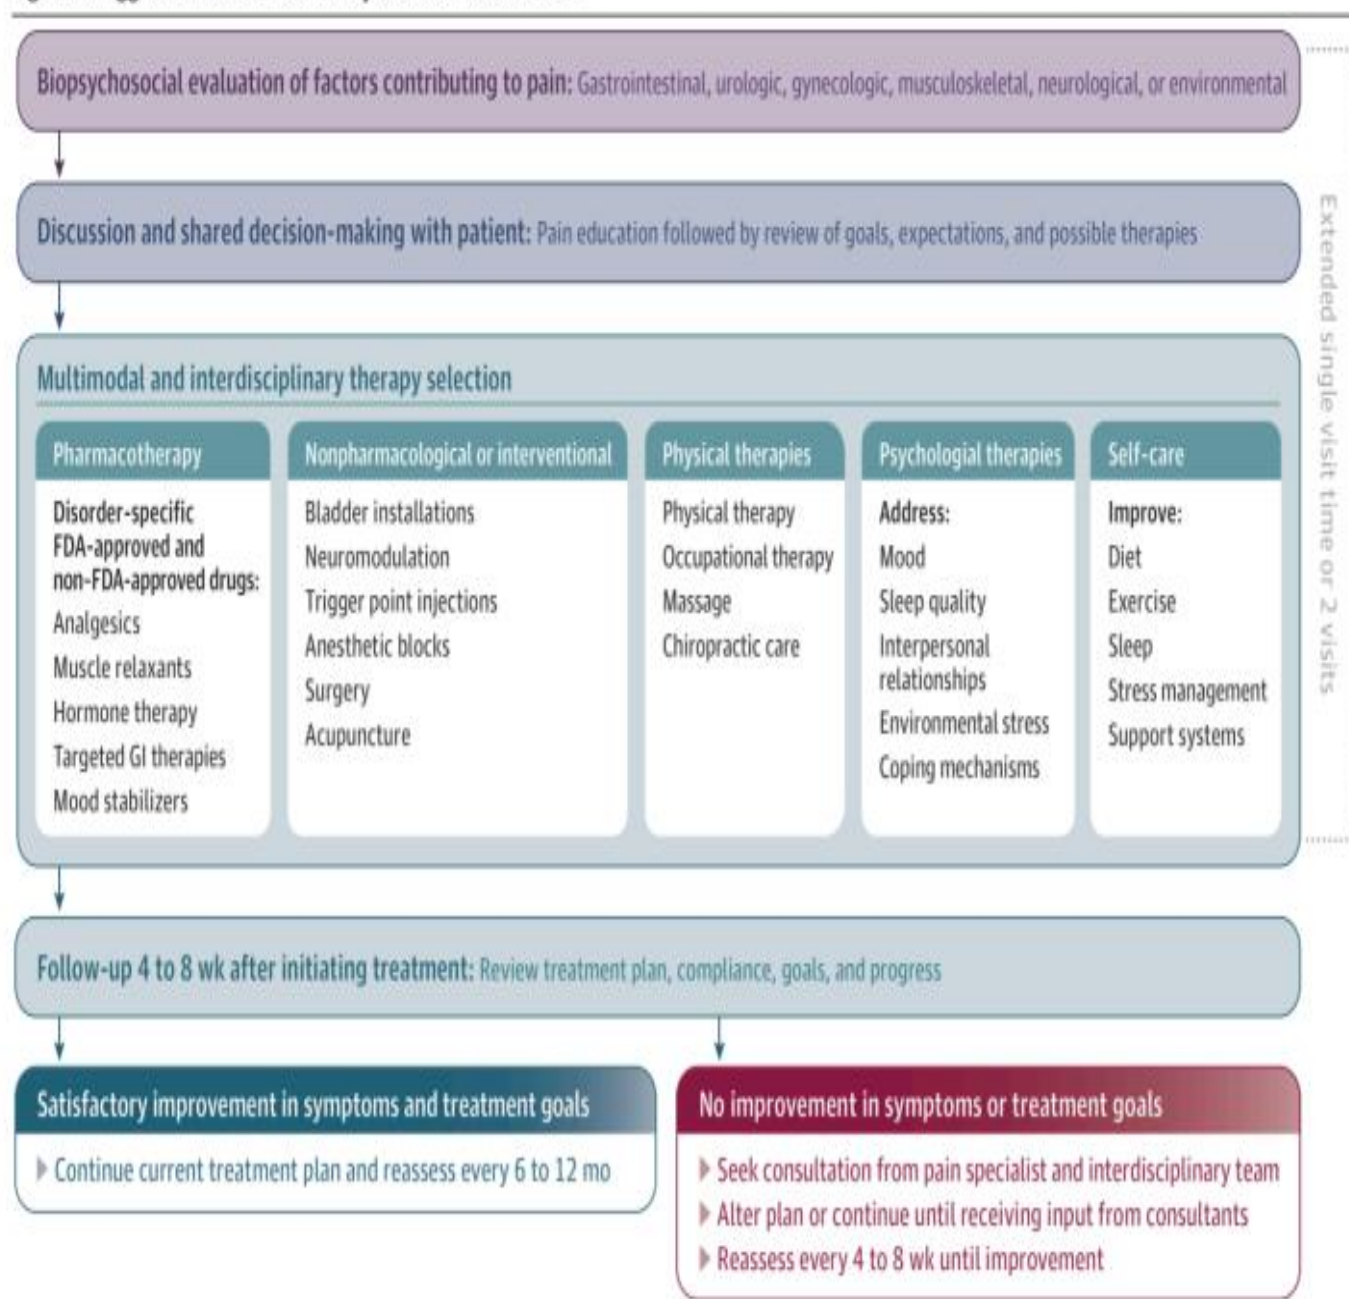 Biopsychosocial evaluation of factors contributing to pain: Gastrointestinal, urologic, gynecologic, musculoskeletal, neurological, or environmental
Discussion and shared decision-making with patient: Pain education followed by review of goals, expectations, and possible therapies
Multimodal and interdisciplinary therapy selection
Pharmacotherapy
Disorder-specific
FDA-approved and
non-FDA-approved drugs:
Analgesics
Muscle relaxants
Hormone therapy
Targeted GI therapies
Mood stabilizers
Nonpharmacological or interventional
Bladder installations
Neuromodulation
Trigger point injections
Anesthetic blocks
Surgery
Acupuncture
Physical therapies
Physical therapy
Occupational therapy
Massage
Chiropractic care
Psychologial therapies
Address:
Mood
Sleep quality
Interpersonal
relationships
Environmental stress
Coping mechanisms
Self-care
Improve:
Diet
Exercise
Sleep
Stress management
Support systems
Extended single visit time or 2 visits
Follow-up 4 to 8 wk after initiating treatment: Review treatment plan, compliance, goals, and progress
Satisfactory improvement in symptoms and treatment goals
Continue current treatment plan and reassess every 6 to 12 mo
No improvement in symptoms or treatment goals
Seek consultation from pain specialist and interdisciplinary team
Alter plan or continue until receiving input from consultants
Reassess every 4 to 8 wk until improvement